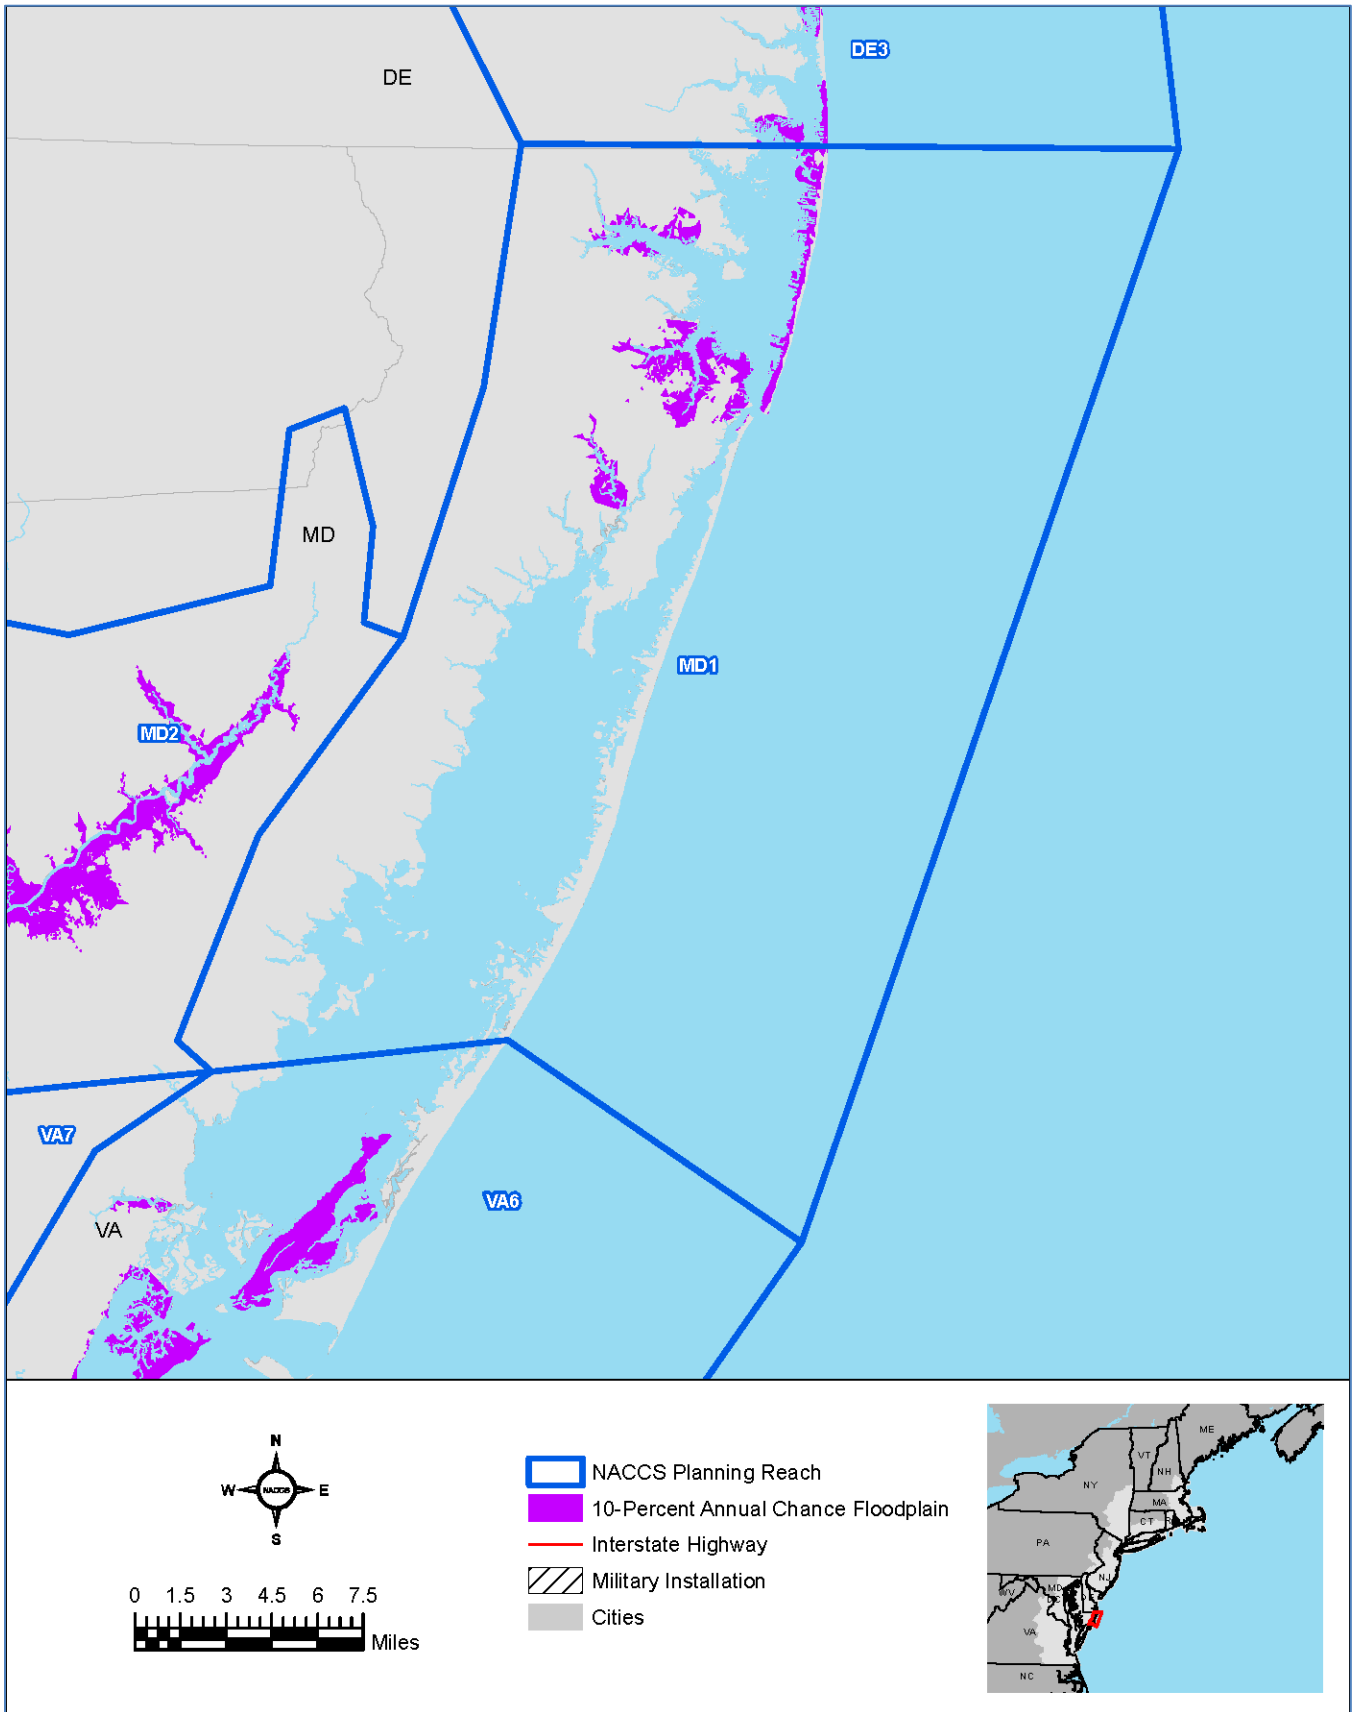 DE3
DE
MD
MD1
MD2
VA7
VA6
VA
N
W NACCS E
S
0 1.5 3 4.5 6 7.5
Miles
NACCS Planning Reach
10-Percent Annual Chance Floodplain
Interstate Highway
Military Installation
Cities
ME
VT
NH
NY
MA
CT
PA
NJ
MD
WV
VA
NC